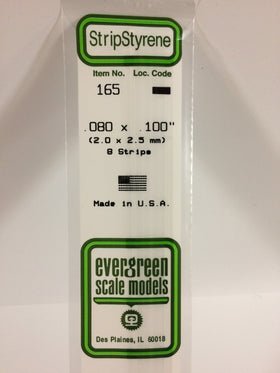 StripStyrene
Item No. Loc. Code
165
.080 x .100"
(2.0 x 2.5 mm)
8 Strips
Made in U.S.A.
evergreen
scale models
Des Plaines, IL 60018